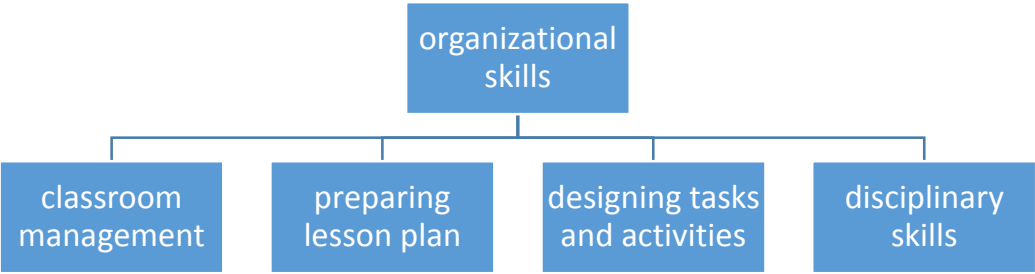 organizational
skills
classroom
management
preparing
lesson plan
designing tasks
and activities
disciplinary
skills